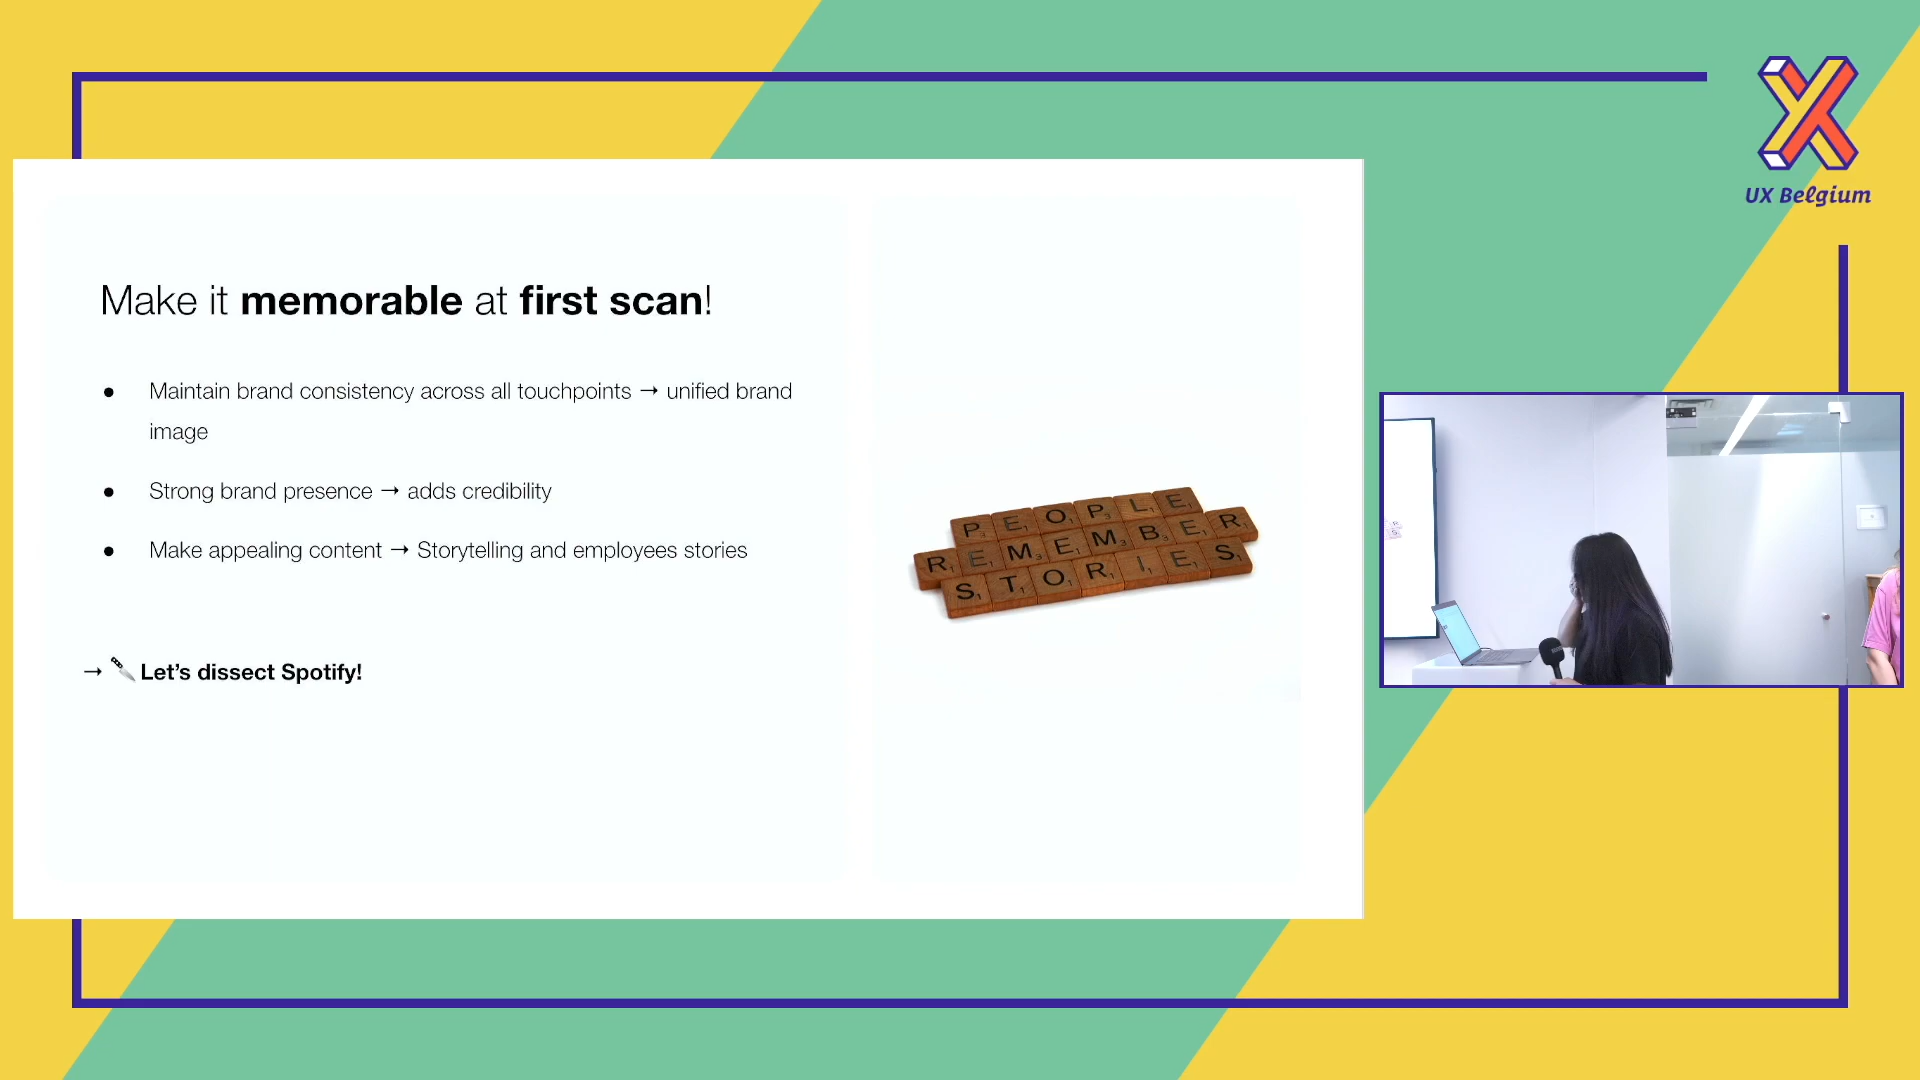 UX Belgium
Make it memorable at first scan!
● Maintain brand consistency across all touchpoints → unified brand
image
● Strong brand presence → adds credibility
● Make appealing content → Storytelling and employees stories
→ 🔪 Let’s dissect Spotify!
PEOPLE
REMEMBER
STORIES